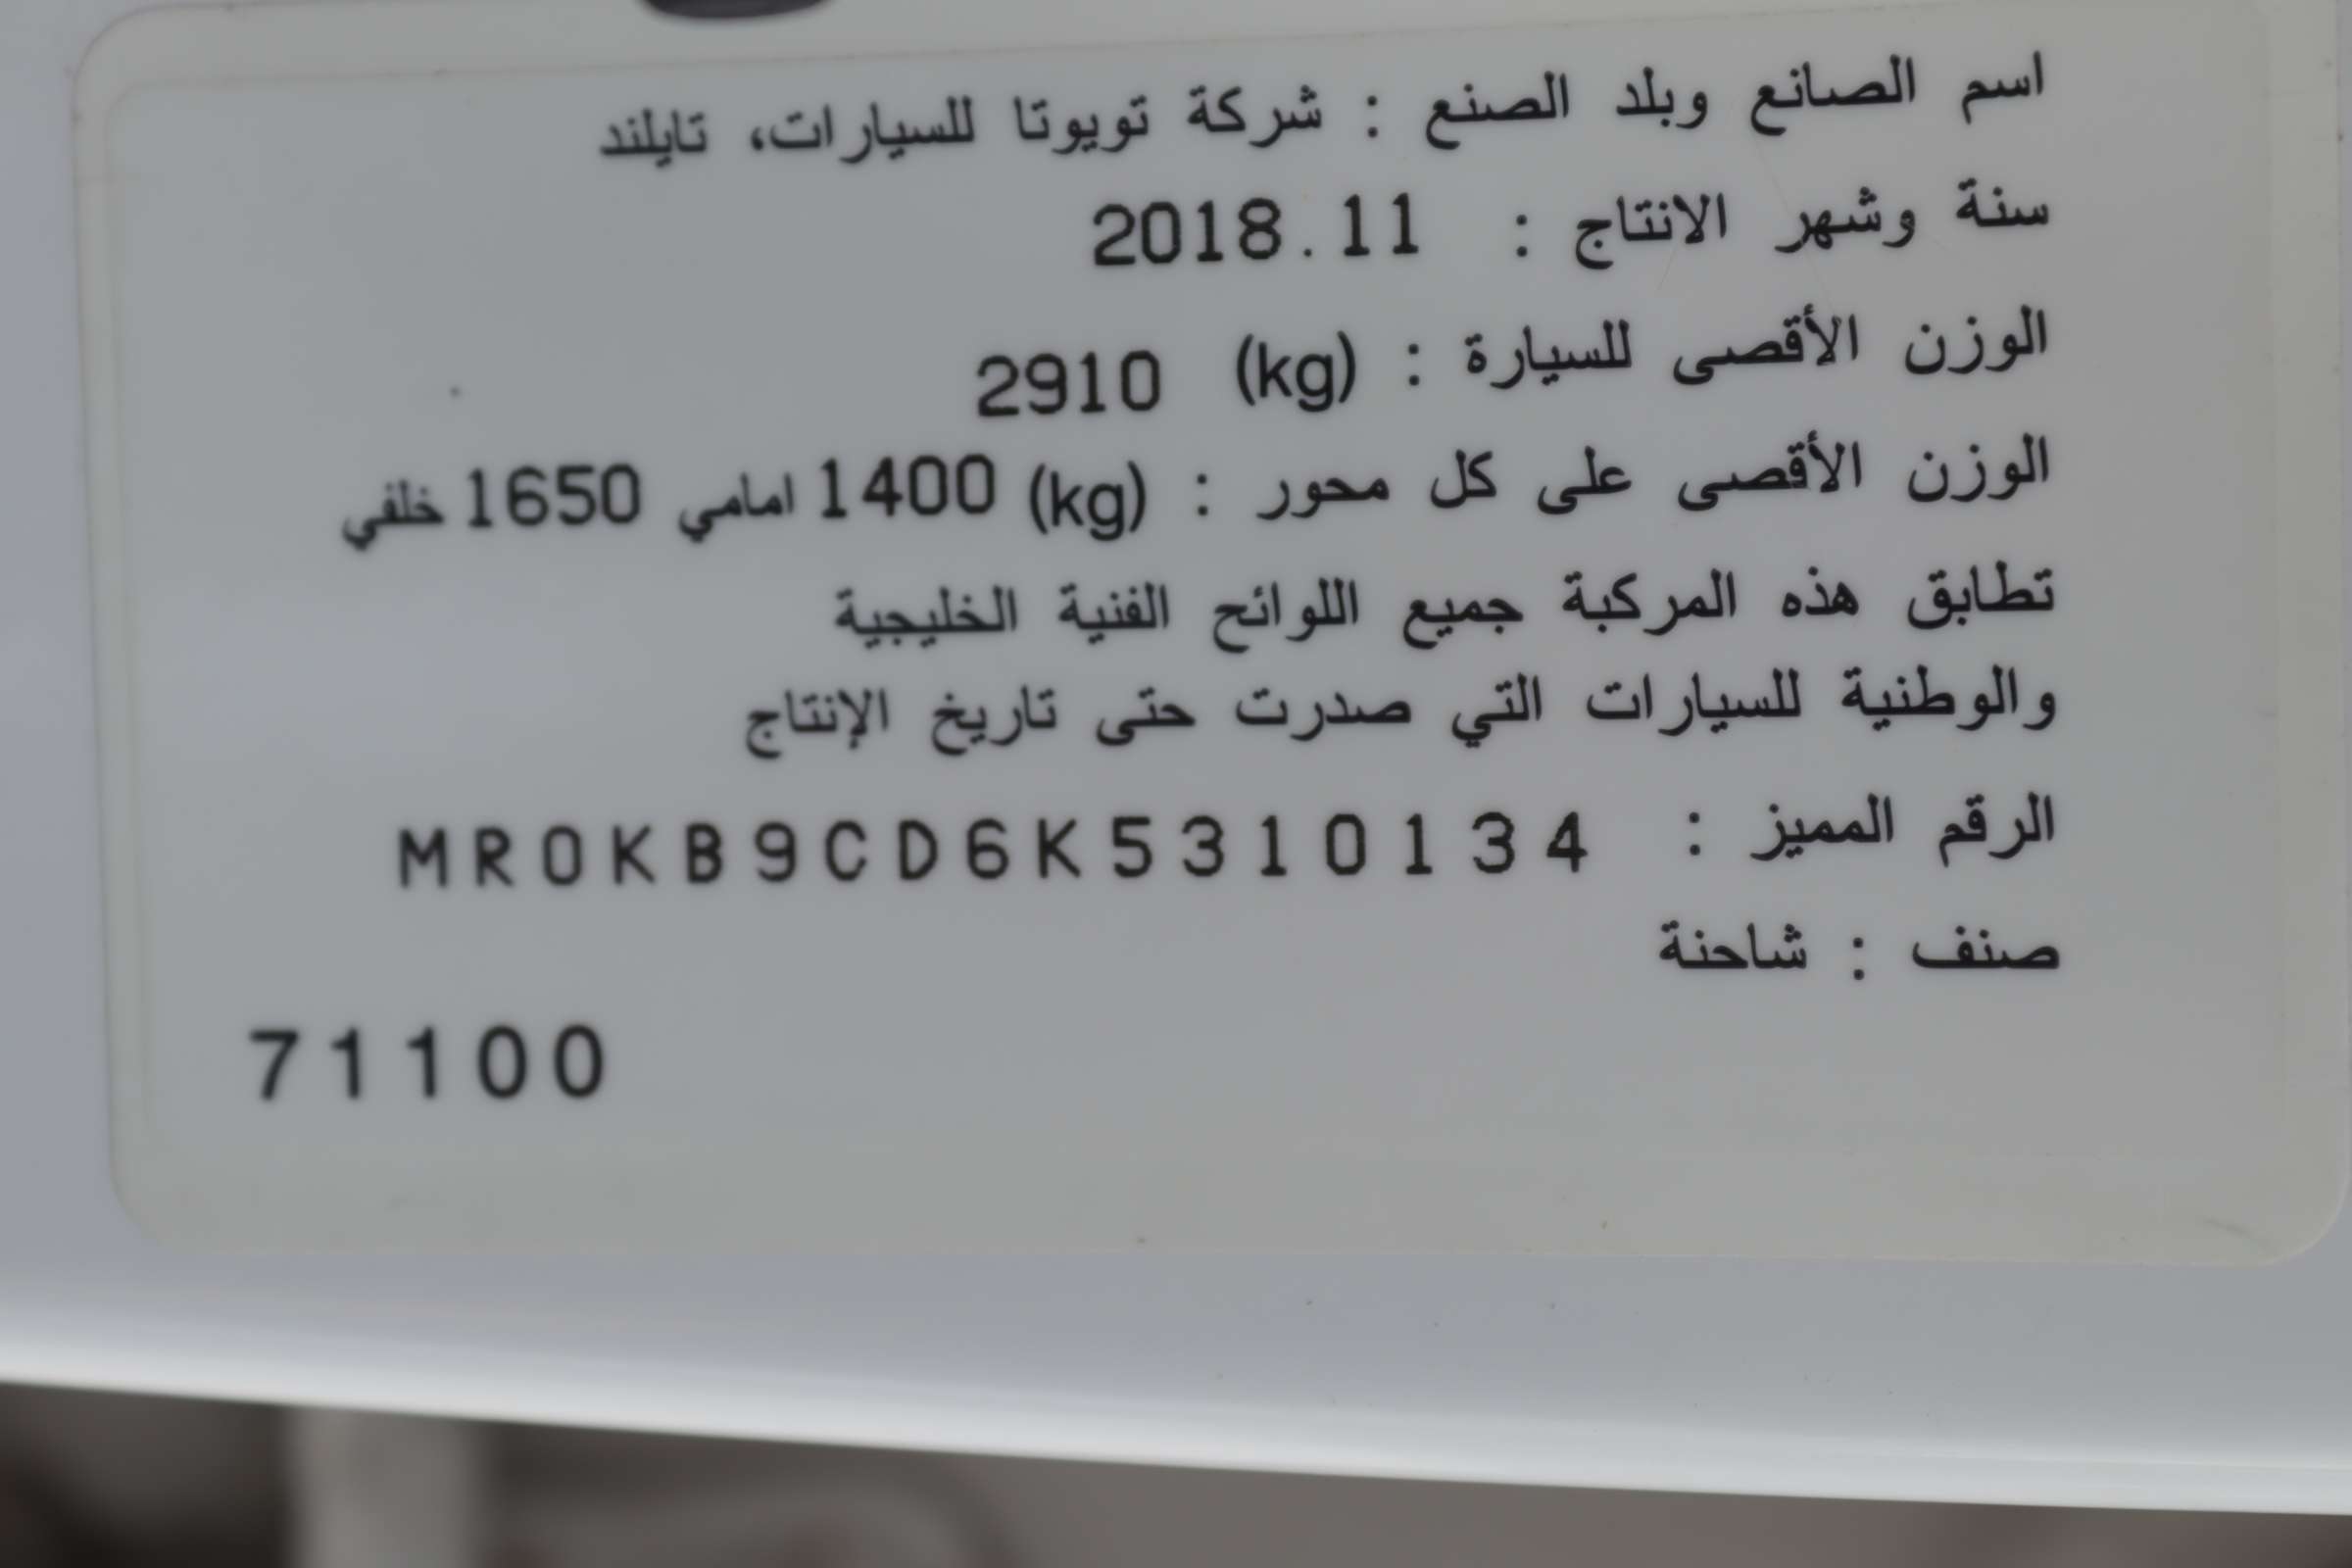 اسم الصانع وبلد الصنع : شركة تويوتا للسيارات، تايلند
سنة وشهر الانتاج : 2018.11
الوزن الأقصى للسيارة : (kg) 2910
الوزن الأقصى على كل محور : (kg) 1400 امامي 1650 خلفي
تطابق هذه المركبة جميع اللوائح الفنية الخليجية
والوطنية للسيارات التي صدرت حتى تاريخ الإنتاج
الرقم المميز : MR0KB9CD6K5310134
صنف : شاحنة
71100